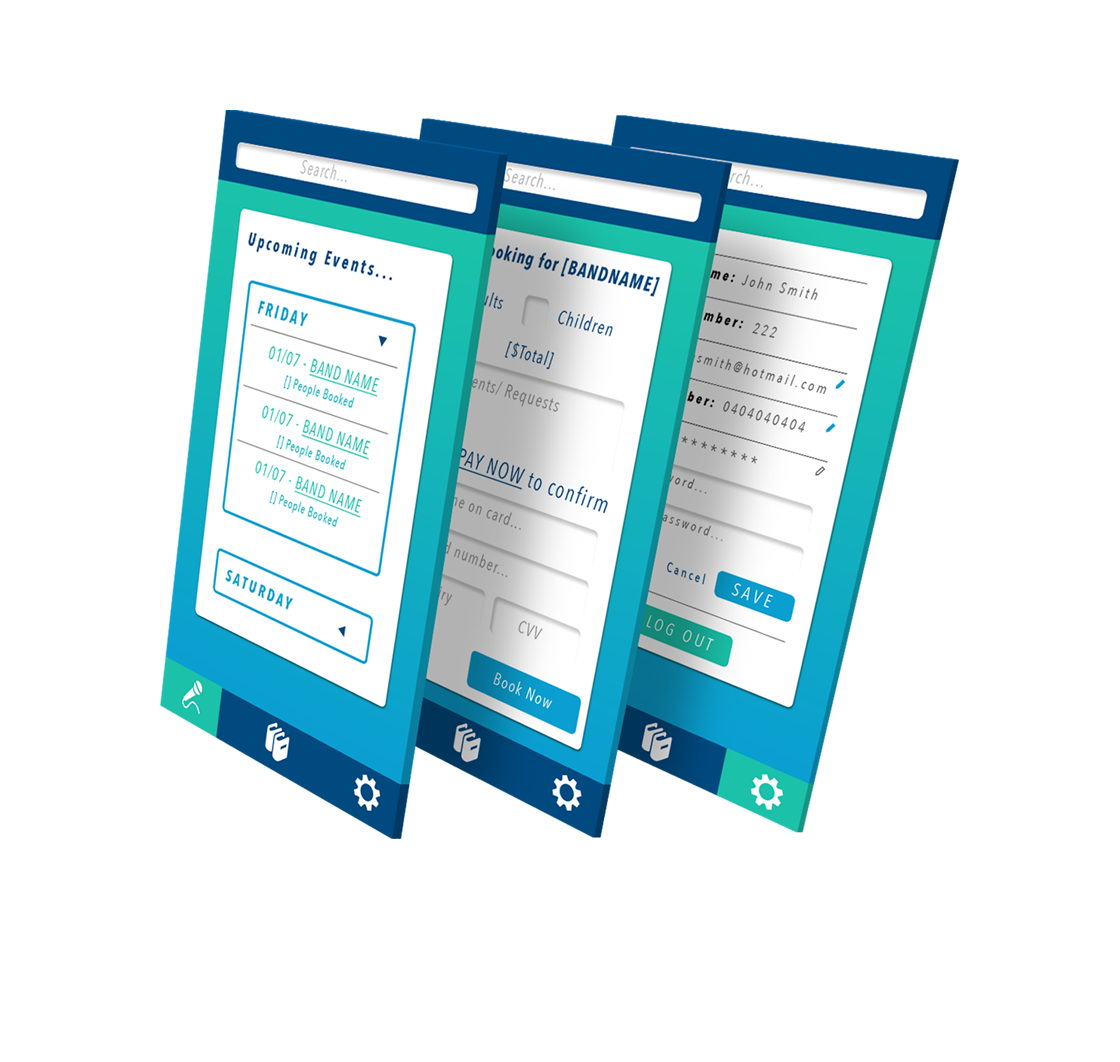 Search...
Upcoming Events...
FRIDAY
01/07 - BAND NAME
[] People Booked
01/07 - BAND NAME
[] People Booked
01/07 - BAND NAME
[] People Booked
SATURDAY
Search...
ooking for [BANDNAME]
ults Children
[$Total]
ents/ Requests
PAY NOW to confirm
me on card...
d number...
iry CVV
Book Now
rch...
me: John Smith
mber: 222
smith@hotmail.com
ber: 0404040404
********
word...
assword...
Cancel SAVE
LOG OUT